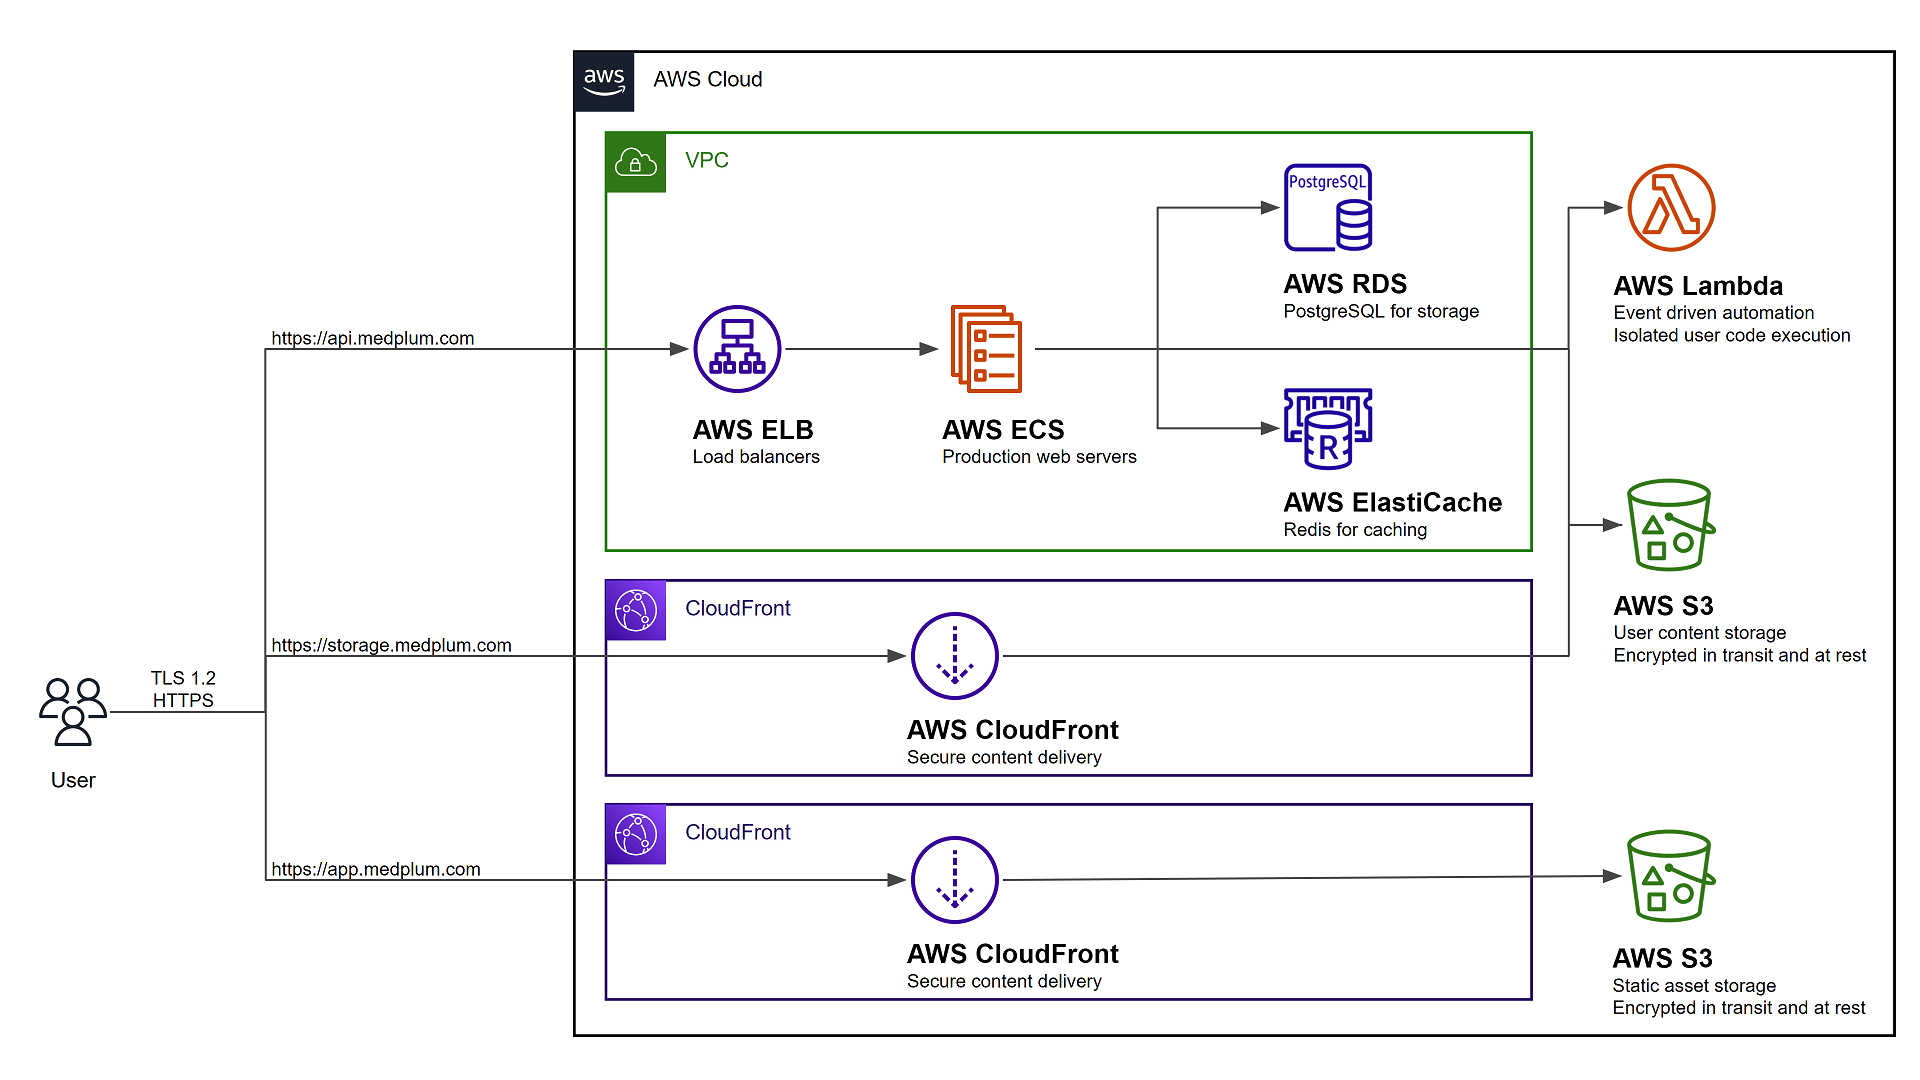 aws
AWS Cloud
VPC
PostgreSQL
AWS RDS
PostgreSQL for storage
AWS Lambda
Event driven automation
Isolated user code execution
https://api.medplum.com
AWS ELB
Load balancers
AWS ECS
Production web servers
R
AWS ElastiCache
Redis for caching
AWS S3
User content storage
Encrypted in transit and at rest
CloudFront
https://storage.medplum.com
TLS 1.2
HTTPS
User
AWS CloudFront
Secure content delivery
CloudFront
https://app.medplum.com
AWS CloudFront
Secure content delivery
AWS S3
Static asset storage
Encrypted in transit and at rest